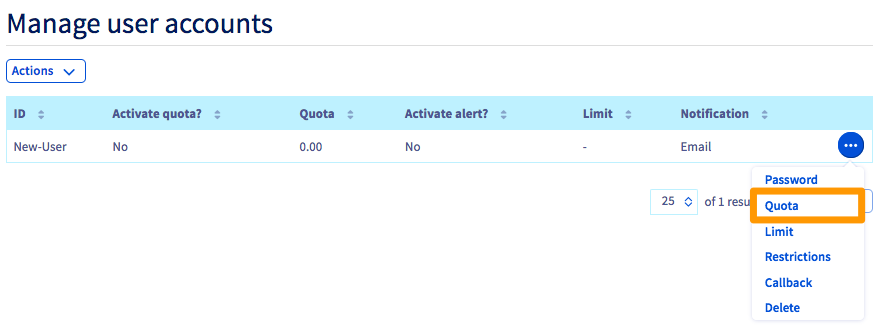 Manage user accounts
Actions
ID Activate quota? Quota Activate alert? Limit Notification
New-User No 0.00 No - Email
Password
25 of 1 resu
Quota
Limit
Restrictions
Callback
Delete